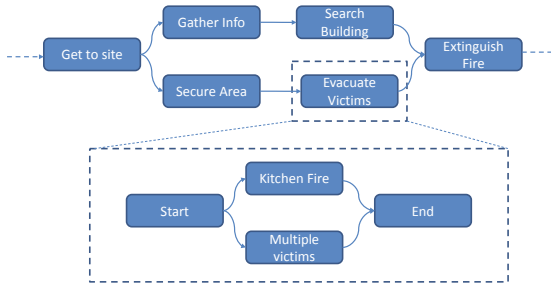 Gather Info
Search
Building
Get to site
Extinguish
Fire
Secure Area
Evacuate
Victims
Kitchen Fire
Start
End
Multiple
victims